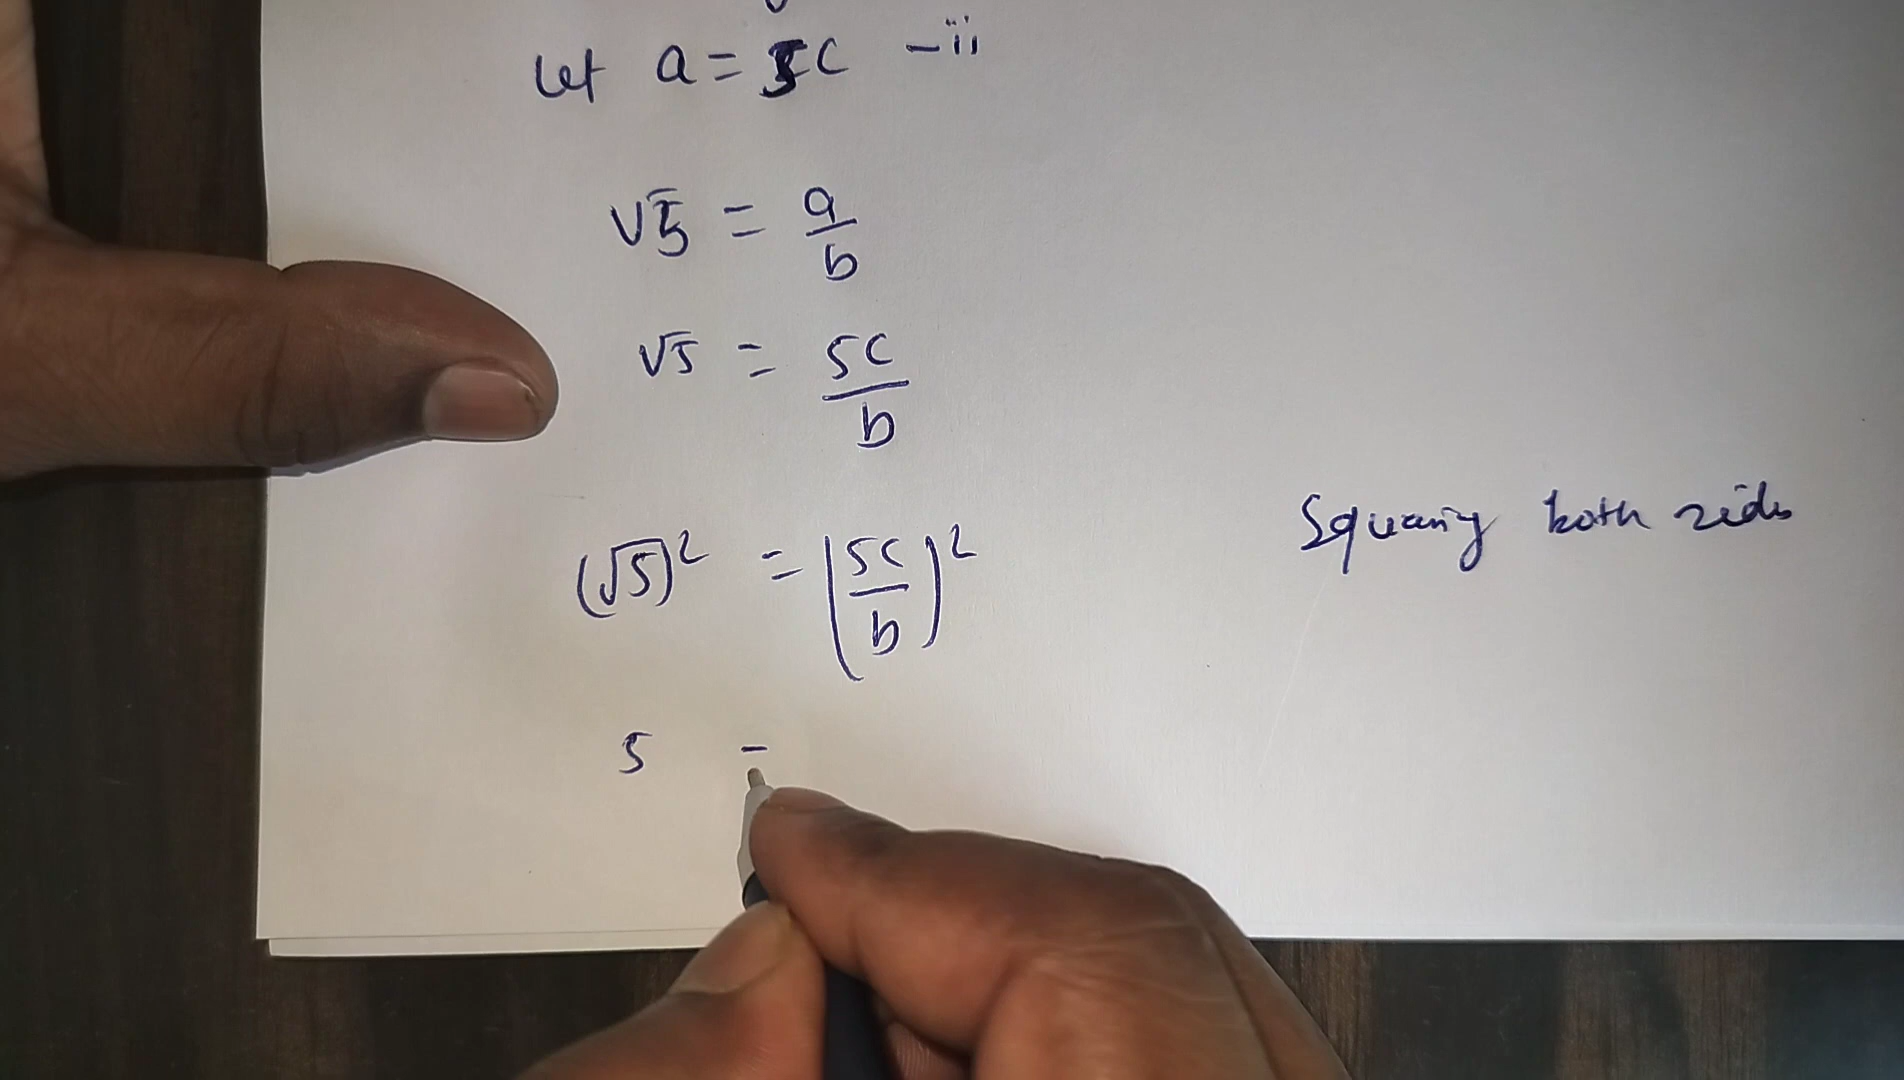 Let a = 5c - ii
√5 = a/b
√5 = 5c/b
Squaring both sides
(√5)² = (5c/b)²
5 =